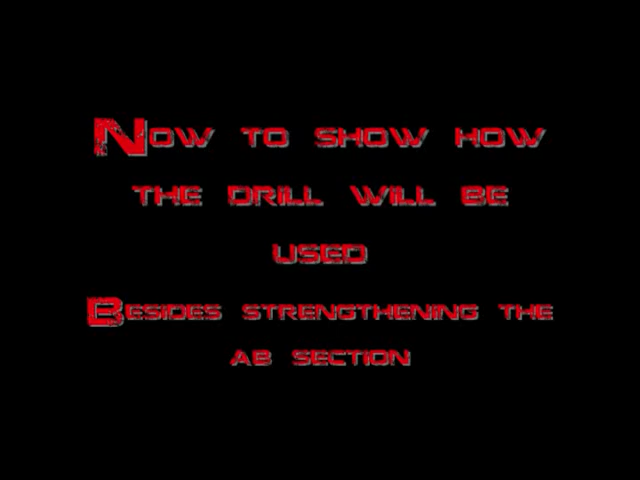 Now to show how
the drill will be
used
Besides strengthening the
ab section